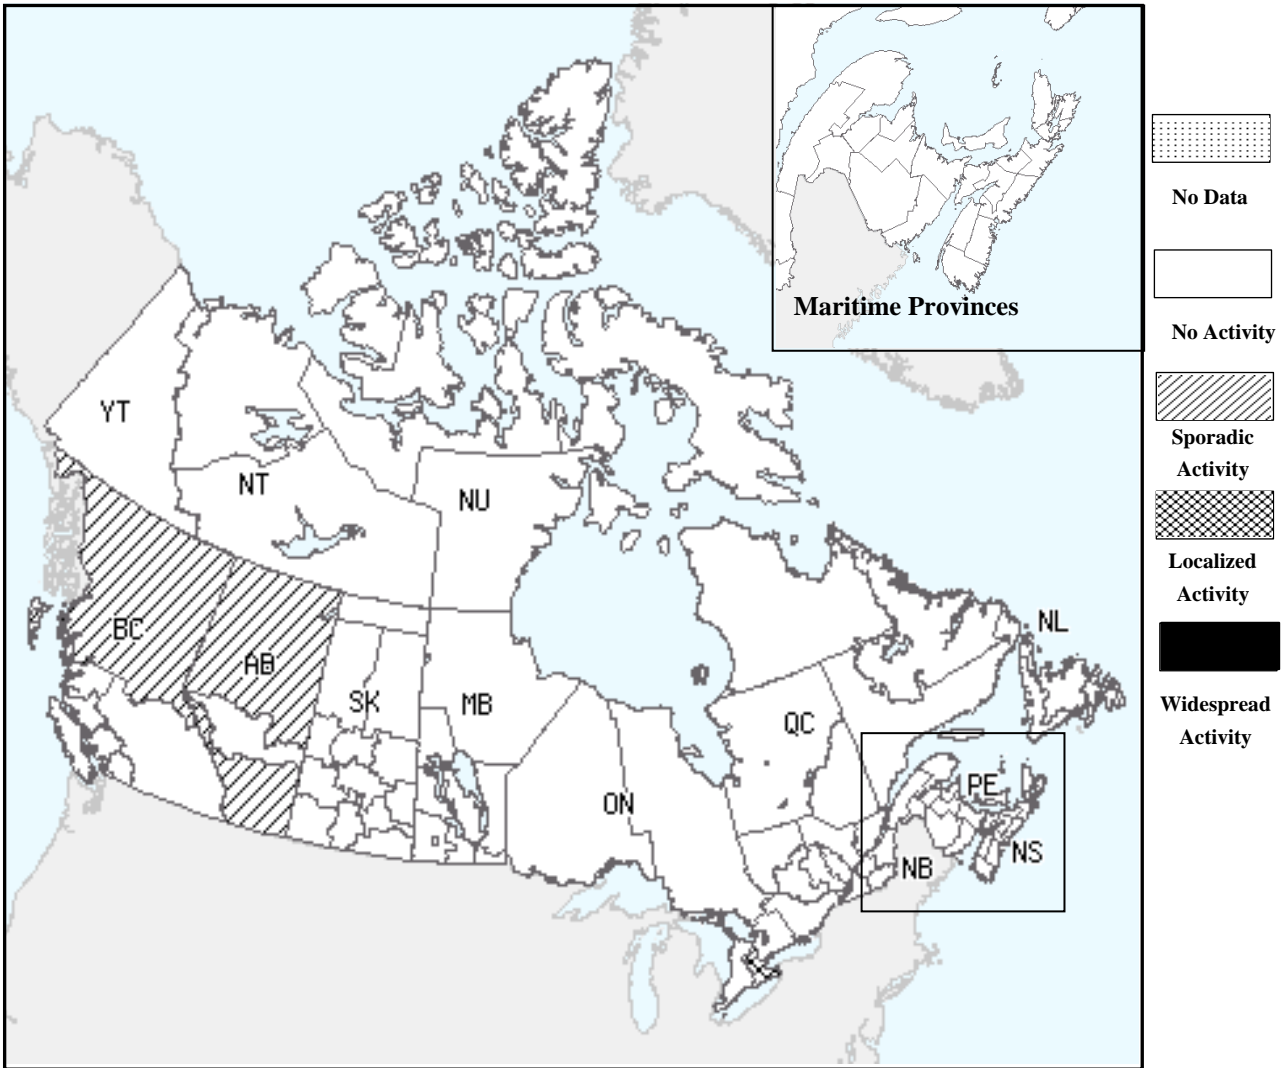 Maritime Provinces
YT
NT
NU
BC
AB
SK
MB
ON
QC
NL
PE
NB
NS
No Data
No Activity
Sporadic
Activity
Localized
Activity
Widespread
Activity